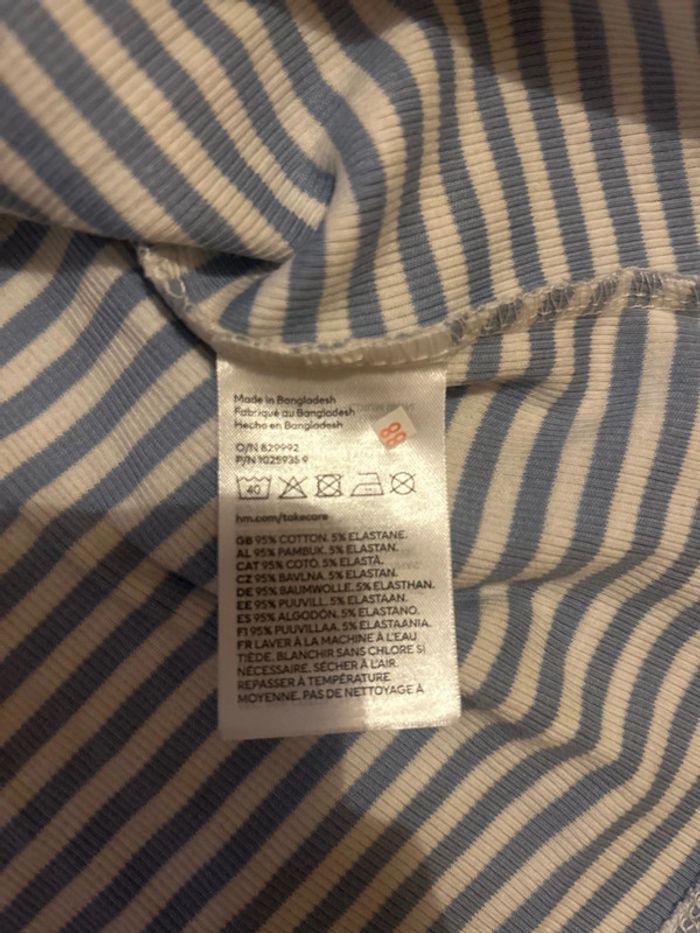 Made in Bangladesh
Fabriqué au Bangladesh
Hecho en Bangladesh
O/N 829992
P/N 1025935 9
88
40
hm.com/takecare
GB 95% COTTON. 5% ELASTANE.
AL 95% PAMBUK. 5% ELASTAN.
CAT 95% COTÓ. 5% ELASTÀ.
CZ 95% BAVLNA. 5% ELASTAN.
DE 95% BAUMWOLLE. 5% ELASTHAN.
EE 95% PUUVILL. 5% ELASTAAN.
ES 95% ALGODÓN. 5% ELASTANO.
FI 95% PUUVILLAA. 5% ELASTAANIA.
FR LAVER À LA MACHINE À L'EAU
TIÈDE. BLANCHIR SANS CHLORE SI
NÉCESSAIRE. SÉCHER À L'AIR.
REPASSER À TEMPÉRATURE
MOYENNE. PAS DE NETTOYAGE À